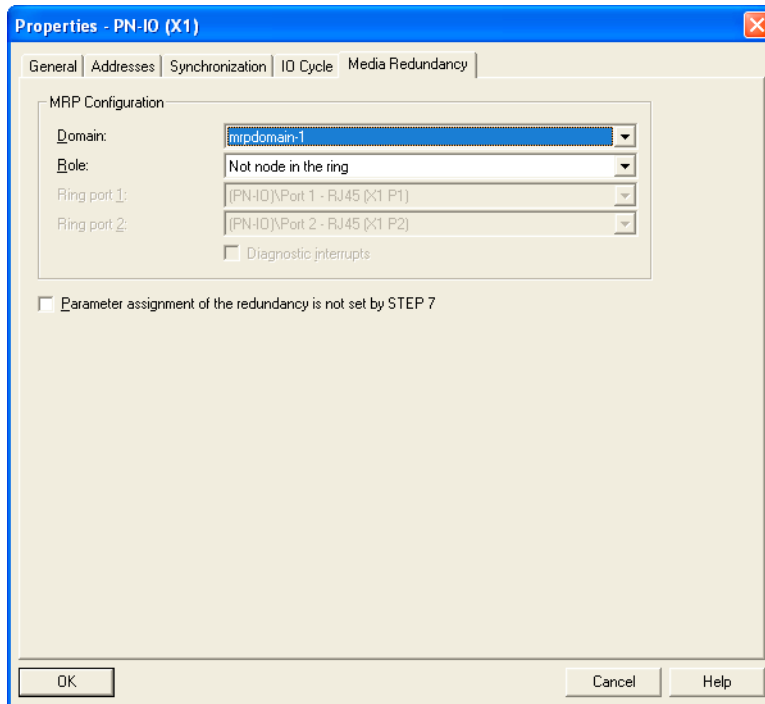 Properties - PN-IO (X1)
General Addresses Synchronization IO Cycle Media Redundancy
MRP Configuration
Domain: mrpdomain-1
Role: Not node in the ring
Ring port 1: (PN-IO)\Port 1 - RJ45 (X1 P1)
Ring port 2: (PN-IO)\Port 2 - RJ45 (X1 P2)
Diagnostic interrupts
Parameter assignment of the redundancy is not set by STEP 7
OK Cancel Help